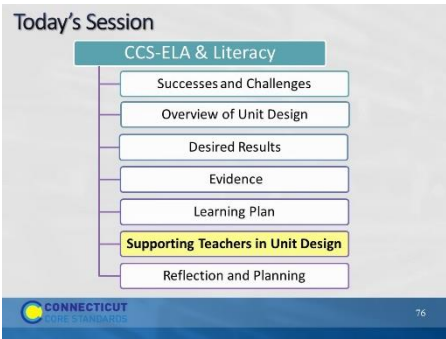 Today's Session
CCS-ELA & Literacy
Successes and Challenges
Overview of Unit Design
Desired Results
Evidence
Learning Plan
Supporting Teachers in Unit Design
Reflection and Planning
CONNECTICUT
CORE STANDARDS
76